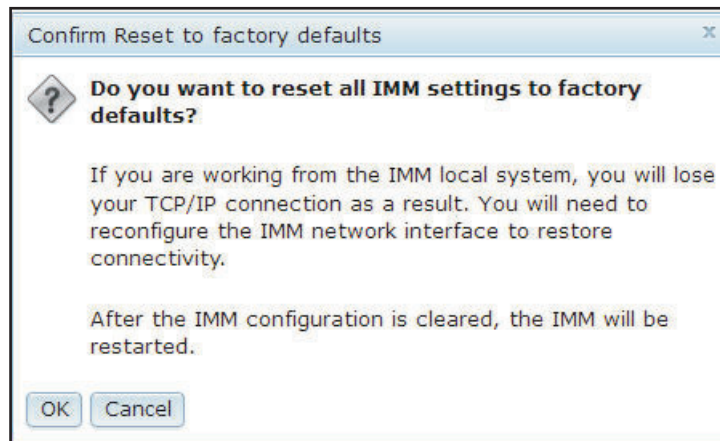 Confirm Reset to factory defaults
x
?
Do you want to reset all IMM settings to factory
defaults?
If you are working from the IMM local system, you will lose
your TCP/IP connection as a result. You will need to
reconfigure the IMM network interface to restore
connectivity.
After the IMM configuration is cleared, the IMM will be
restarted.
OK Cancel